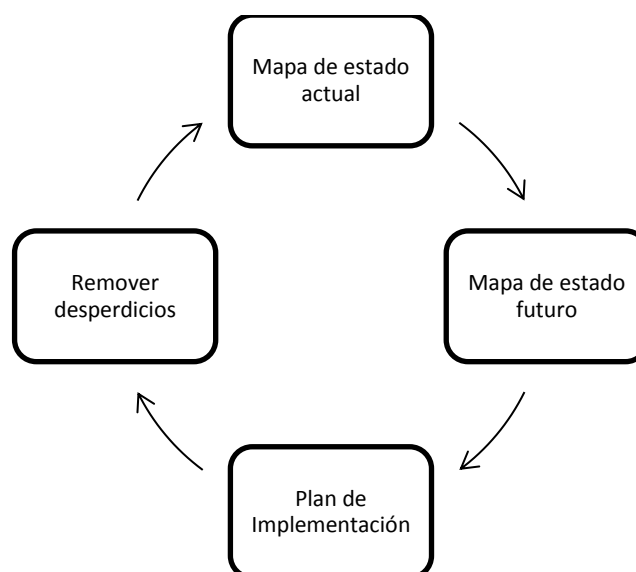 Mapa de estado
actual
Mapa de estado
futuro
Plan de
Implementación
Remover
desperdicios